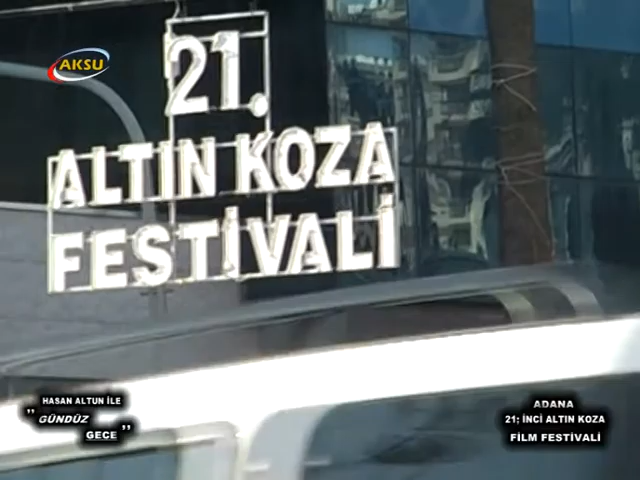 AKSU
21.
ALTIN KOZA
FESTİVALİ
HASAN ALTUN İLE
"GÜNDÜZ
GECE"
ADANA
21; İNCİ ALTIN KOZA
FİLM FESTİVALİ